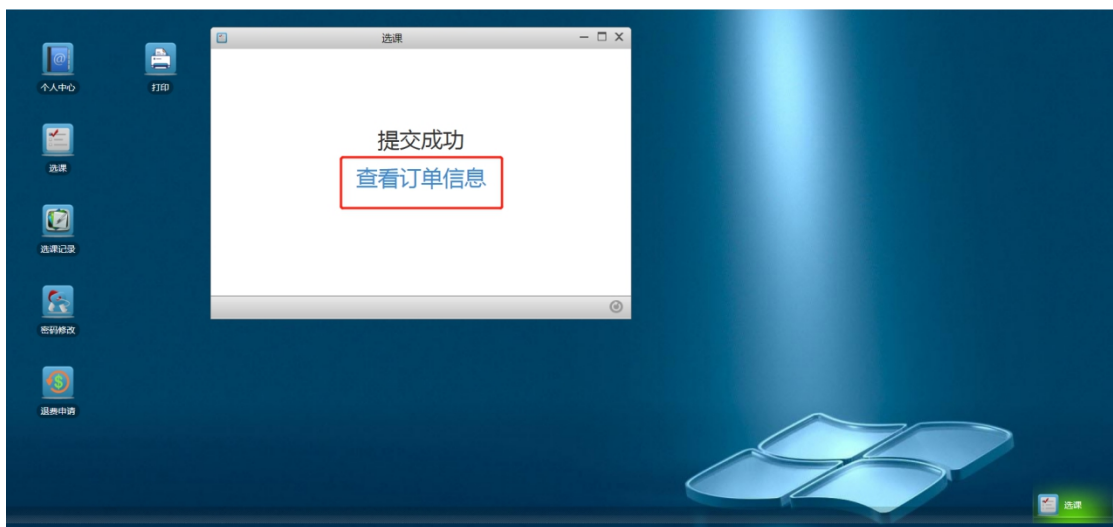 选课
个人中心
打印
提交成功
查看订单信息
选课
选课记录
密码修改
退费申请
选课